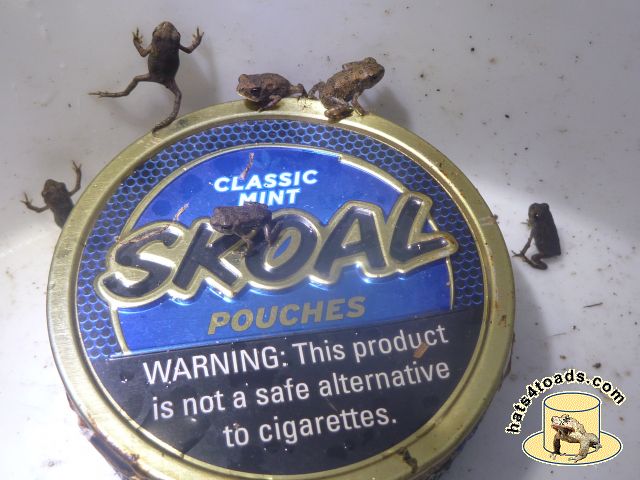 CLASSIC
MINT
SKOAL
POUCHES
WARNING: This product
is not a safe alternative
to cigarettes.
hats4toads.com